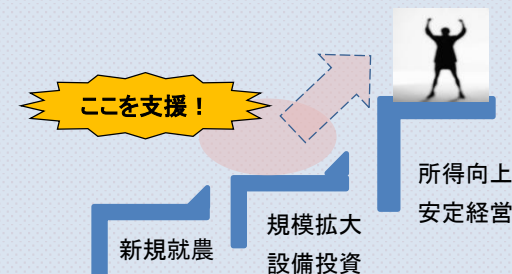 ここを支援！
所得向上
安定経営
規模拡大
設備投資
新規就農